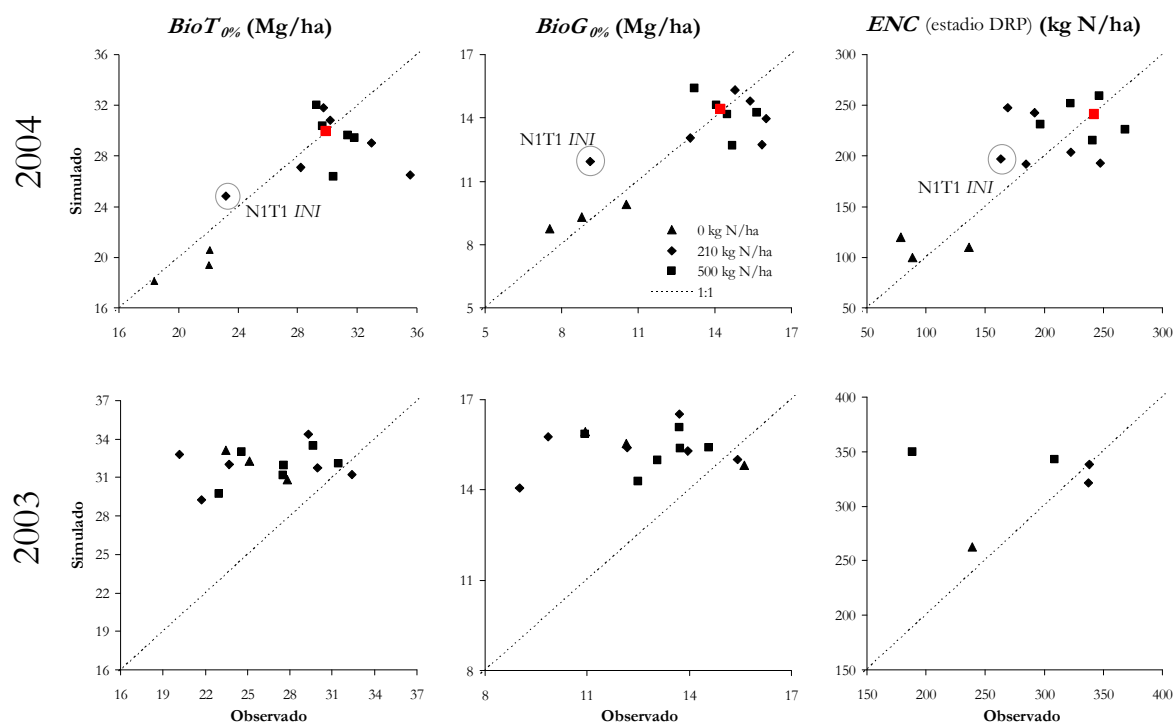 BioT 0% (Mg/ha)
BioG 0% (Mg/ha)
ENC (estadio DRP) (kg N/ha)
2004
Simulado
36
32
28
24
20
16
16 20 24 28 32 36
N1T1 INI
17
14
11
8
5
5 8 11 14 17
N1T1 INI
0 kg N/ha
210 kg N/ha
500 kg N/ha
1:1
300
250
200
150
100
50
50 100 150 200 250 300
N1T1 INI
2003
Simulado
37
34
31
28
25
22
19
16
16 19 22 25 28 31 34 37
Observado
17
14
11
8
8 11 14 17
Observado
400
350
300
250
200
150
150 200 250 300 350 400
Observado